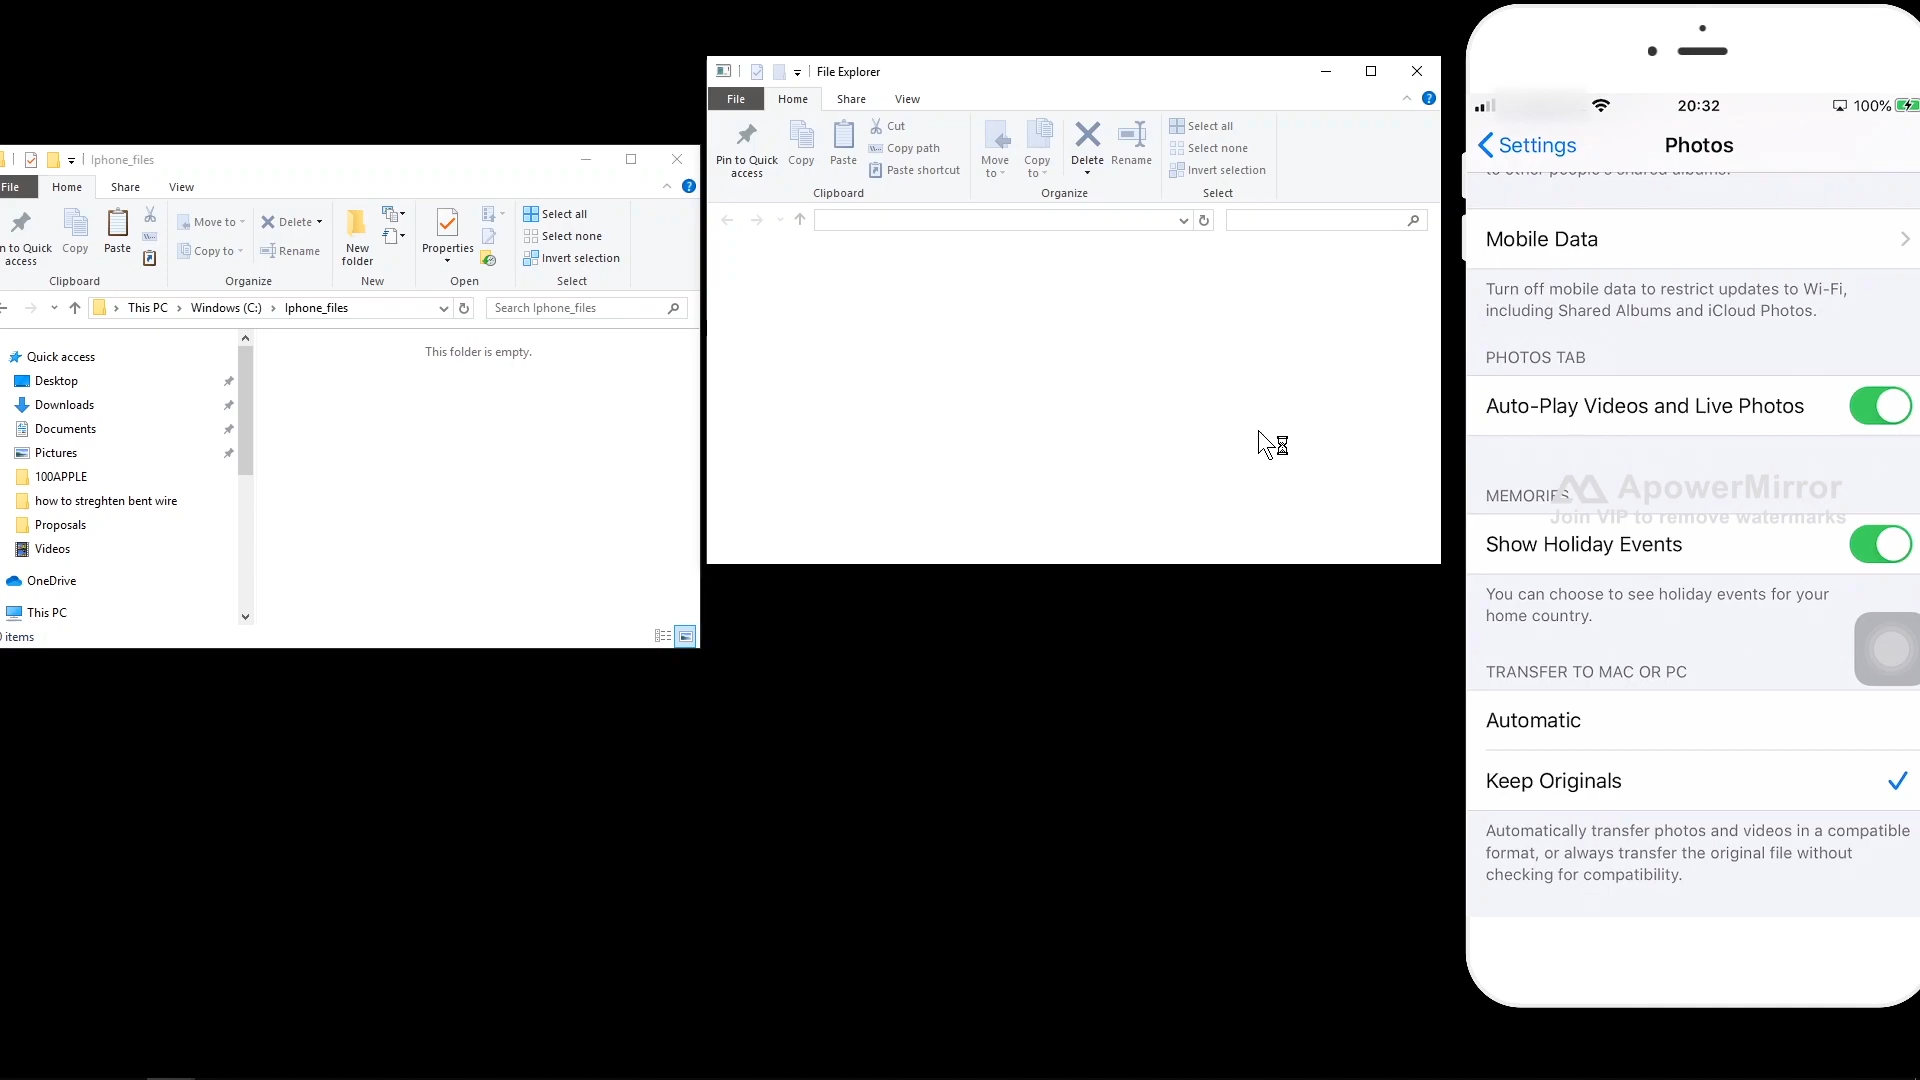 Iphone_files
File
Home
Share
View
n to Quick
access
Copy
Paste
Move to
Copy to
Delete
Rename
New
folder
Properties
Select all
Select none
Invert selection
Clipboard
Organize
New
Open
Select
This PC
Windows (C:)
Iphone_files
Search Iphone_files
Quick access
Desktop
Downloads
Documents
Pictures
100APPLE
how to streghten bent wire
Proposals
Videos
OneDrive
This PC
This folder is empty.
items
File Explorer
File
Home
Share
View
Pin to Quick
access
Copy
Paste
Cut
Copy path
Paste shortcut
Move
to
Copy
to
Delete
Rename
Select all
Select none
Invert selection
Clipboard
Organize
Select
20:32
100%
Settings
Photos
to other people's shared albums.
Mobile Data
Turn off mobile data to restrict updates to Wi-Fi,
including Shared Albums and iCloud Photos.
PHOTOS TAB
Auto-Play Videos and Live Photos
MEMORIES
ApowerMirror
Join VIP to remove watermarks
Show Holiday Events
You can choose to see holiday events for your
home country.
TRANSFER TO MAC OR PC
Automatic
Keep Originals
Automatically transfer photos and videos in a compatible
format, or always transfer the original file without
checking for compatibility.